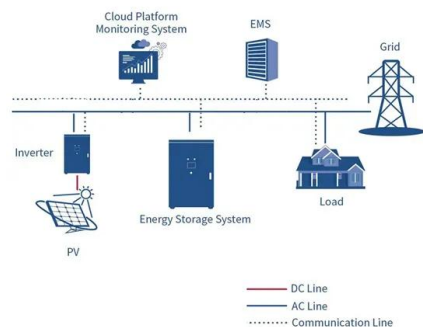 Cloud Platform
Monitoring System
EMS
Grid
Inverter
Energy Storage System
Load
PV
DC Line
AC Line
Communication Line